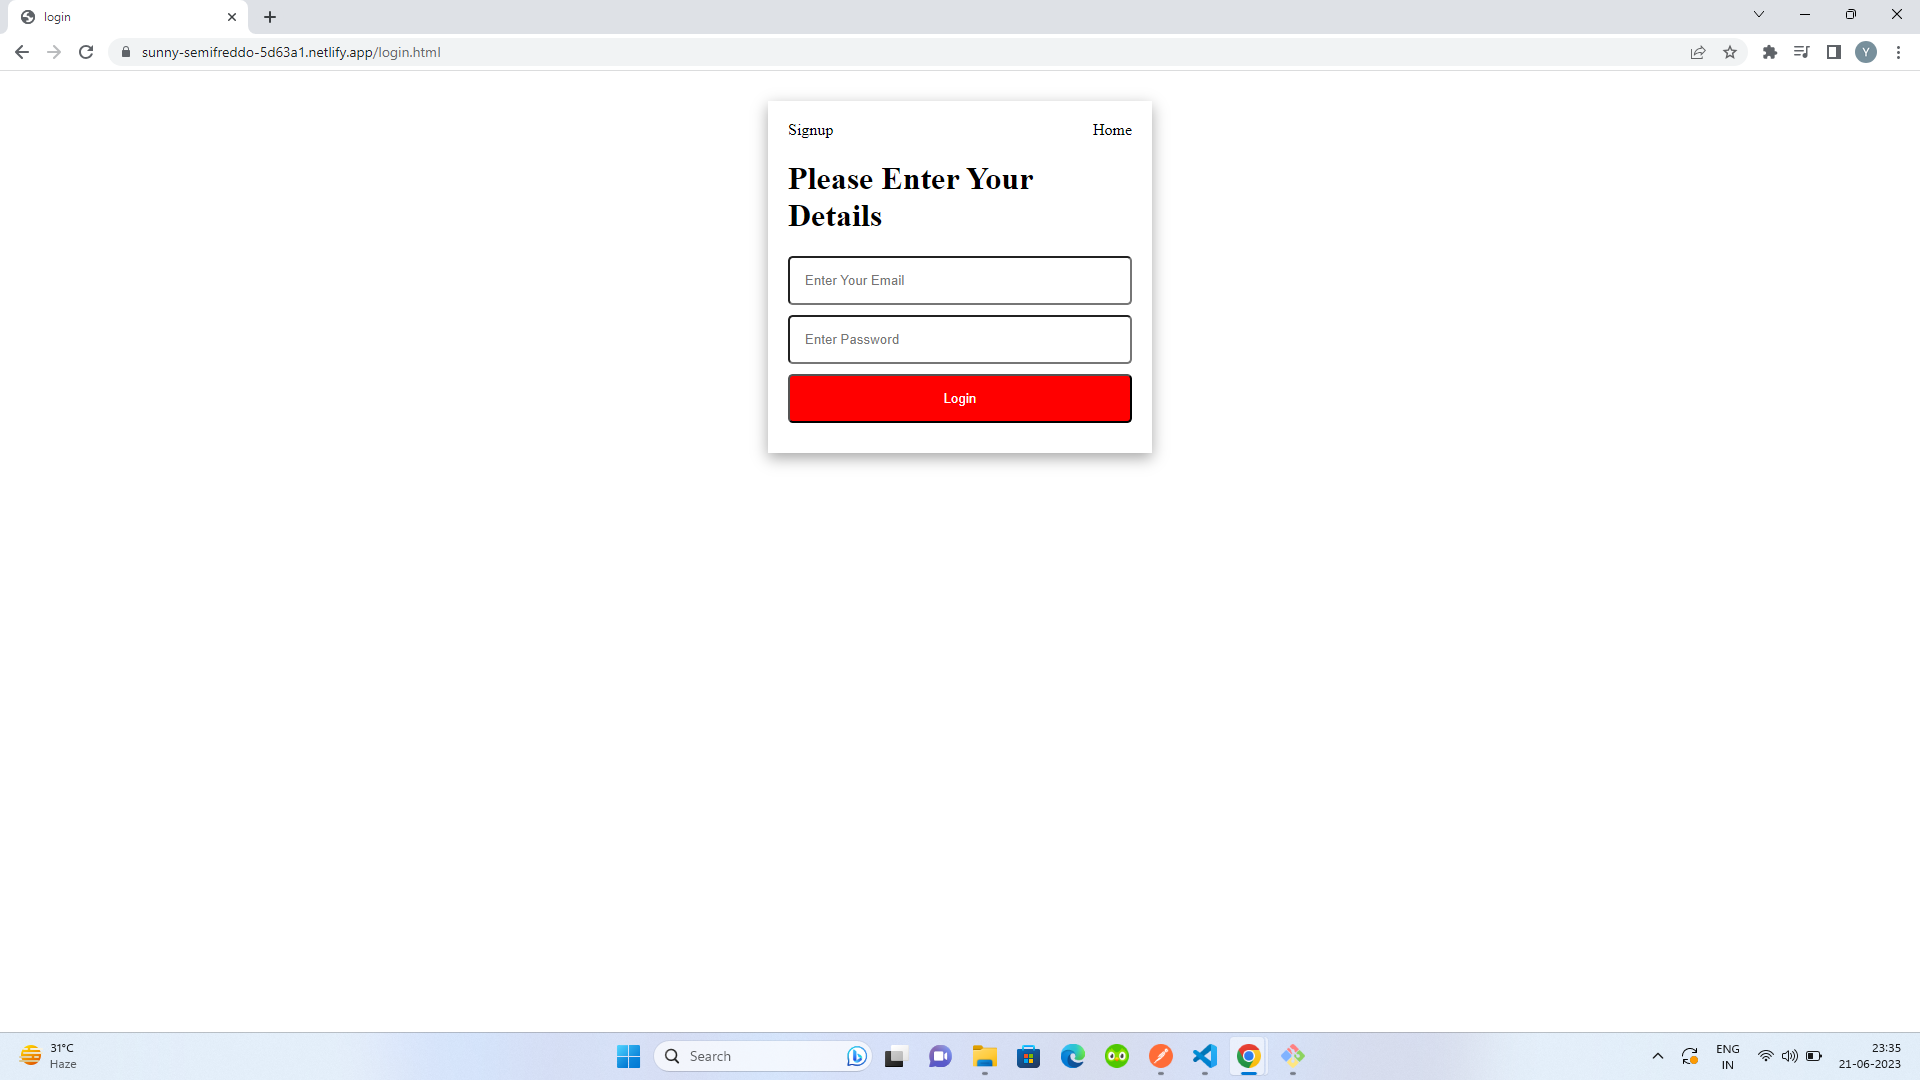 login
sunny-semifreddo-5d63a1.netlify.app/login.html
Y
Signup
Home
Please Enter Your
Details
Enter Your Email
Enter Password
Login
31°C
Haze
Search
ENG
IN
23:35
21-06-2023